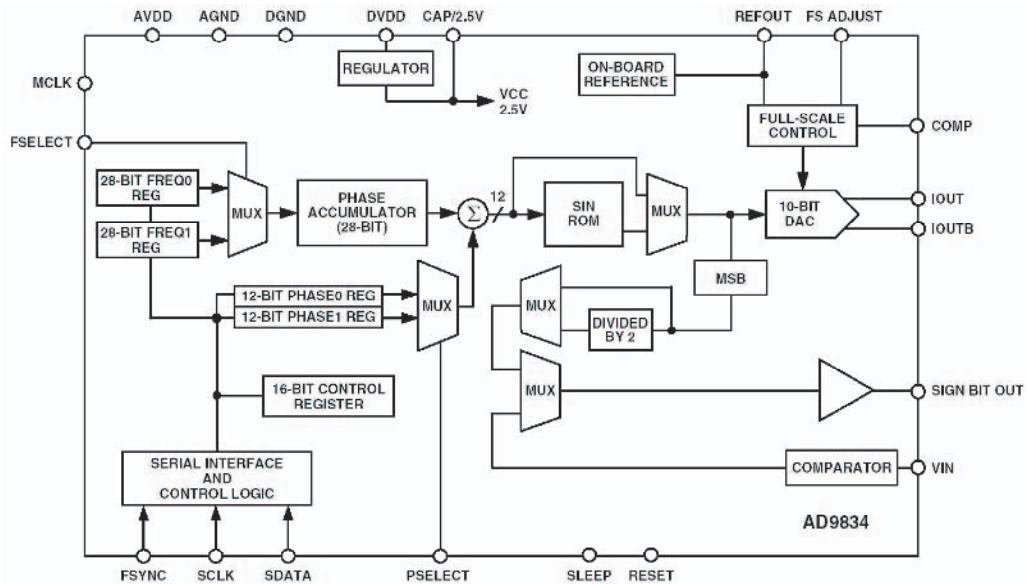 AVDD
AGND
DGND
DVDD
CAP/2.5V
REFOUT
FS ADJUST
MCLK
REGULATOR
VCC
2.5V
ON-BOARD
REFERENCE
FSELECT
FULL-SCALE
CONTROL
COMP
28-BIT FREQ0
REG
28-BIT FREQ1
REG
MUX
PHASE
ACCUMULATOR
(28-BIT)
Σ
12
SIN
ROM
MUX
10-BIT
DAC
IOUT
IOUTB
MSB
12-BIT PHASE0 REG
12-BIT PHASE1 REG
MUX
MUX
DIVIDED
BY 2
MUX
16-BIT CONTROL
REGISTER
SIGN BIT OUT
SERIAL INTERFACE
AND
CONTROL LOGIC
COMPARATOR
VIN
AD9834
FSYNC
SCLK
SDATA
PSELECT
SLEEP
RESET